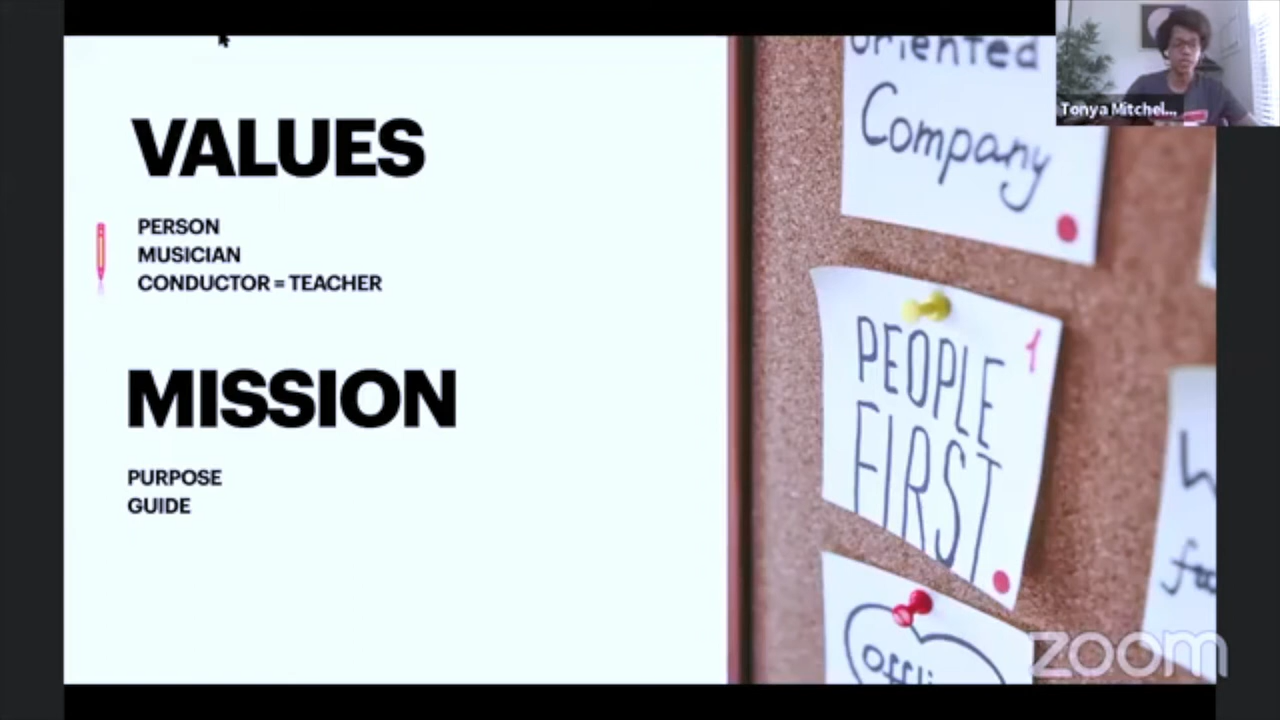 VALUES
PERSON
MUSICIAN
CONDUCTOR = TEACHER
MISSION
PURPOSE
GUIDE
oriented
Company
PEOPLE
FIRST
1
Tonya Mitchel...
zoom